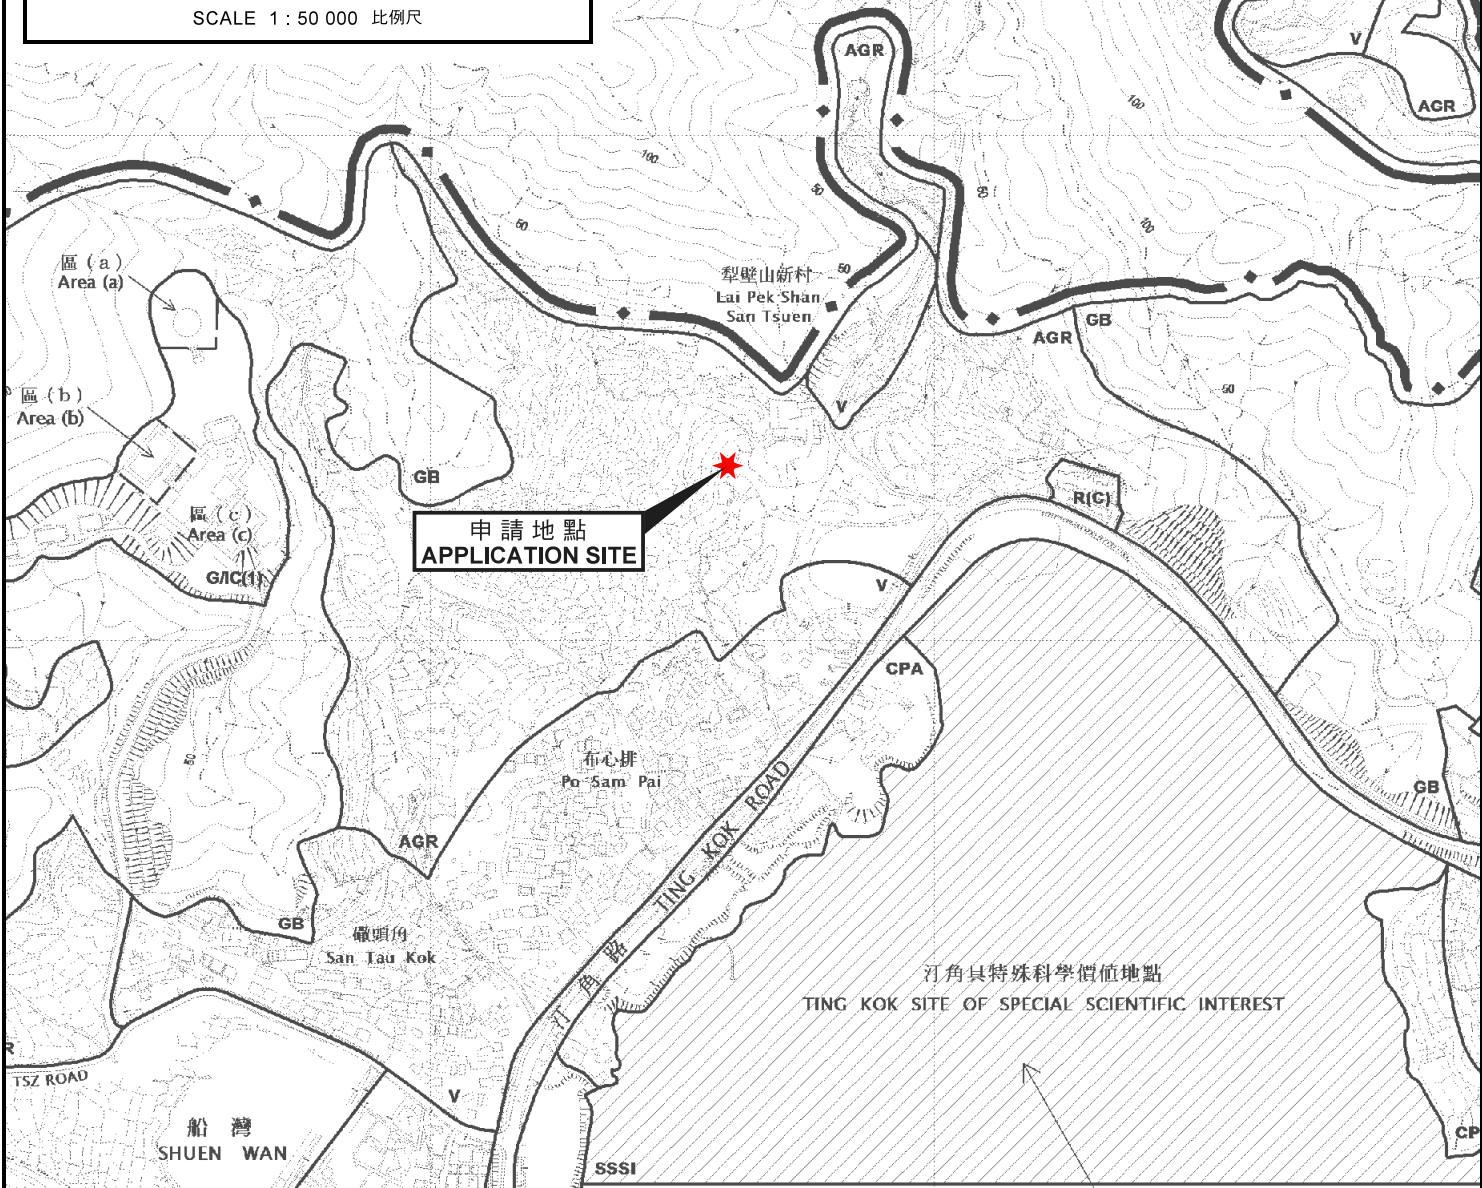 SCALE 1 : 50 000 比例尺
AGR
V
AGR
100
100
50
50
50
100
區 ( a )
Area (a)
犁壁山新村
Lai Pek Shan
San Tsuen
50
GB
AGR
區 ( b )
Area (b)
50
V
GB
R(C)
區 ( c )
Area (c)
申請地點
APPLICATION SITE
G/IC(1)
V
CPA
布心排
Po Sam Pai
50
TING KOK ROAD
汀角路
GB
AGR
GB
San Tau Kok
汀角具特殊科學價值地點
TING KOK SITE OF SPECIAL SCIENTIFIC INTEREST
R
TSZ ROAD
V
船灣
SHUEN WAN
CP
SSSI